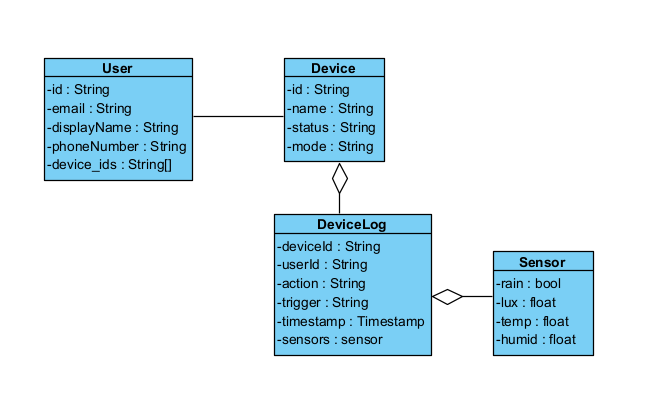 User
-id : String
-email : String
-displayName : String
-phoneNumber : String
-device_ids : String[]
Device
-id : String
-name : String
-status : String
-mode : String
DeviceLog
-deviceId : String
-userId : String
-action : String
-trigger : String
-timestamp : Timestamp
-sensors : sensor
Sensor
-rain : bool
-lux : float
-temp : float
-humid : float